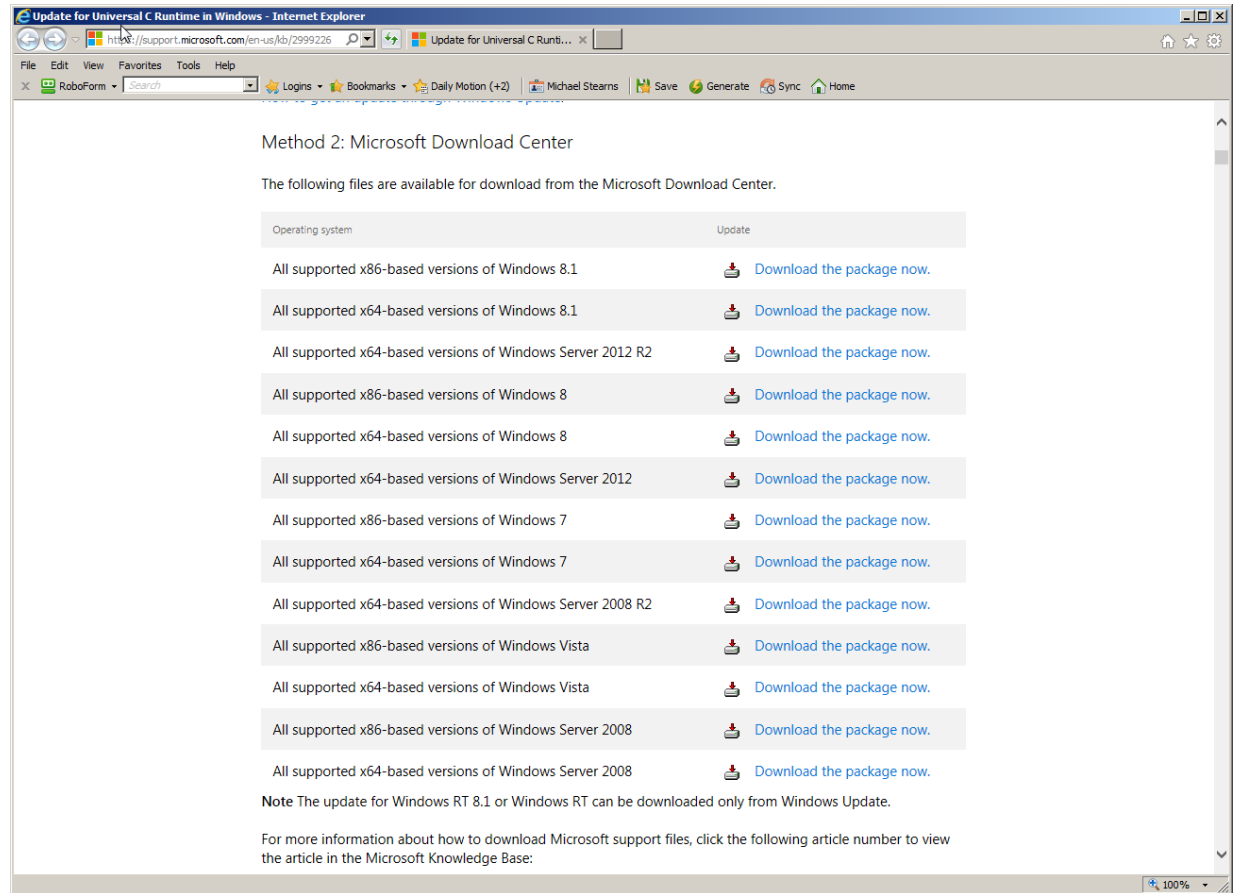 Update for Universal C Runtime in Windows - Internet Explorer
https://support.microsoft.com/en-us/kb/2999226 Update for Universal C Runti...
File Edit View Favorites Tools Help
RoboForm Search Logins Bookmarks Daily Motion (+2) Michael Stearns Save Generate Sync Home
How to get an update through Windows Update.
Method 2: Microsoft Download Center
The following files are available for download from the Microsoft Download Center.
Operating system Update
All supported x86-based versions of Windows 8.1 Download the package now.
All supported x64-based versions of Windows 8.1 Download the package now.
All supported x64-based versions of Windows Server 2012 R2 Download the package now.
All supported x86-based versions of Windows 8 Download the package now.
All supported x64-based versions of Windows 8 Download the package now.
All supported x64-based versions of Windows Server 2012 Download the package now.
All supported x86-based versions of Windows 7 Download the package now.
All supported x64-based versions of Windows 7 Download the package now.
All supported x64-based versions of Windows Server 2008 R2 Download the package now.
All supported x86-based versions of Windows Vista Download the package now.
All supported x64-based versions of Windows Vista Download the package now.
All supported x86-based versions of Windows Server 2008 Download the package now.
All supported x64-based versions of Windows Server 2008 Download the package now.
Note The update for Windows RT 8.1 or Windows RT can be downloaded only from Windows Update.
For more information about how to download Microsoft support files, click the following article number to view
the article in the Microsoft Knowledge Base:
100%